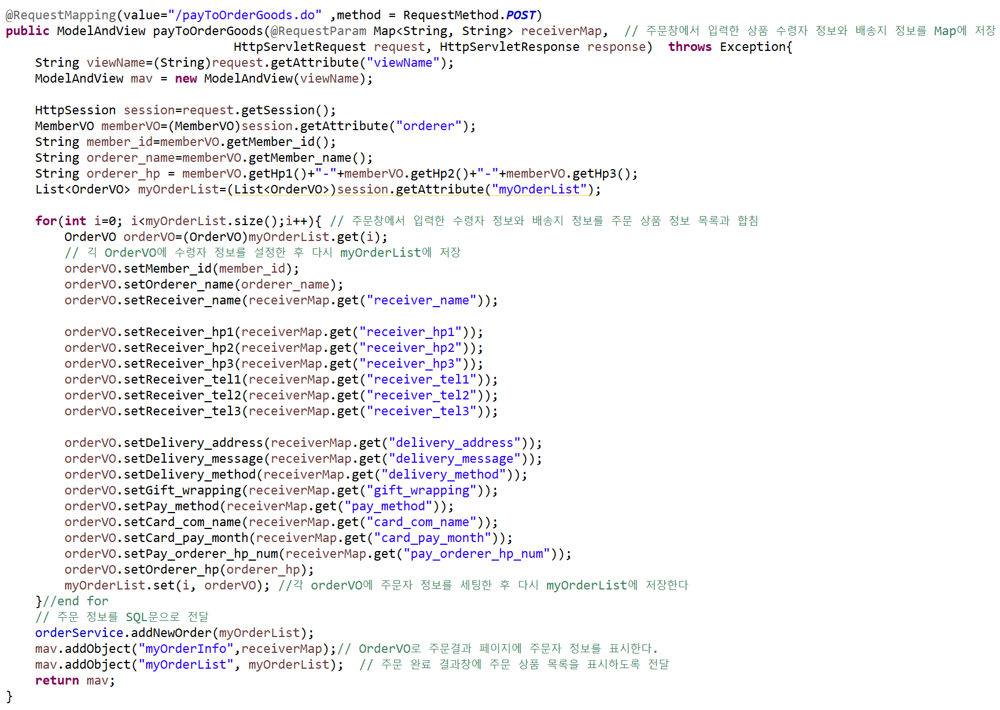 @RequestMapping(value="/payToOrderGoods.do" ,method = RequestMethod.POST)
public ModelAndView payToOrderGoods(@RequestParam Map<String, String> receiverMap,  // 주문창에서 입력한 상품 수령자 정보와 배송지 정보를 Map에 저장
                               HttpServletRequest request, HttpServletResponse response)  throws Exception{
    String viewName=(String)request.getAttribute("viewName");
    ModelAndView mav = new ModelAndView(viewName);

    HttpSession session=request.getSession();
    MemberVO memberVO=(MemberVO)session.getAttribute("orderer");
    String member_id=memberVO.getMember_id();
    String orderer_name=memberVO.getMember_name();
    String orderer_hp = memberVO.getHp1()+"-"+memberVO.getHp2()+"-"+memberVO.getHp3();
    List<OrderVO> myOrderList=(List<OrderVO>)session.getAttribute("myOrderList");

    for(int i=0; i<myOrderList.size();i++){ // 주문창에서 입력한 수령자 정보와 배송지 정보를 주문 상품 정보 목록과 합침
        OrderVO orderVO=(OrderVO)myOrderList.get(i);
        // 긱 OrderVO에 수령자 정보를 설정한 후 다시 myOrderList에 저장
        orderVO.setMember_id(member_id);
        orderVO.setOrderer_name(orderer_name);
        orderVO.setReceiver_name(receiverMap.get("receiver_name"));

        orderVO.setReceiver_hp1(receiverMap.get("receiver_hp1"));
        orderVO.setReceiver_hp2(receiverMap.get("receiver_hp2"));
        orderVO.setReceiver_hp3(receiverMap.get("receiver_hp3"));
        orderVO.setReceiver_tel1(receiverMap.get("receiver_tel1"));
        orderVO.setReceiver_tel2(receiverMap.get("receiver_tel2"));
        orderVO.setReceiver_tel3(receiverMap.get("receiver_tel3"));

        orderVO.setDelivery_address(receiverMap.get("delivery_address"));
        orderVO.setDelivery_message(receiverMap.get("delivery_message"));
        orderVO.setDelivery_method(receiverMap.get("delivery_method"));
        orderVO.setGift_wrapping(receiverMap.get("gift_wrapping"));
        orderVO.setPay_method(receiverMap.get("pay_method"));
        orderVO.setCard_com_name(receiverMap.get("card_com_name"));
        orderVO.setCard_pay_month(receiverMap.get("card_pay_month"));
        orderVO.setPay_orderer_hp_num(receiverMap.get("pay_orderer_hp_num"));
        orderVO.setOrderer_hp(orderer_hp);
        myOrderList.set(i, orderVO); //각 orderVO에 주문자 정보를 세팅한 후 다시 myOrderList에 저장한다
    }//end for
    // 주문 정보를 SQL문으로 전달
    orderService.addNewOrder(myOrderList);
    mav.addObject("myOrderInfo",receiverMap);// OrderVO로 주문결과 페이지에 주문자 정보를 표시한다.
    mav.addObject("myOrderList", myOrderList);  // 주문 완료 결과창에 주문 상품 목록을 표시하도록 전달
    return mav;
}